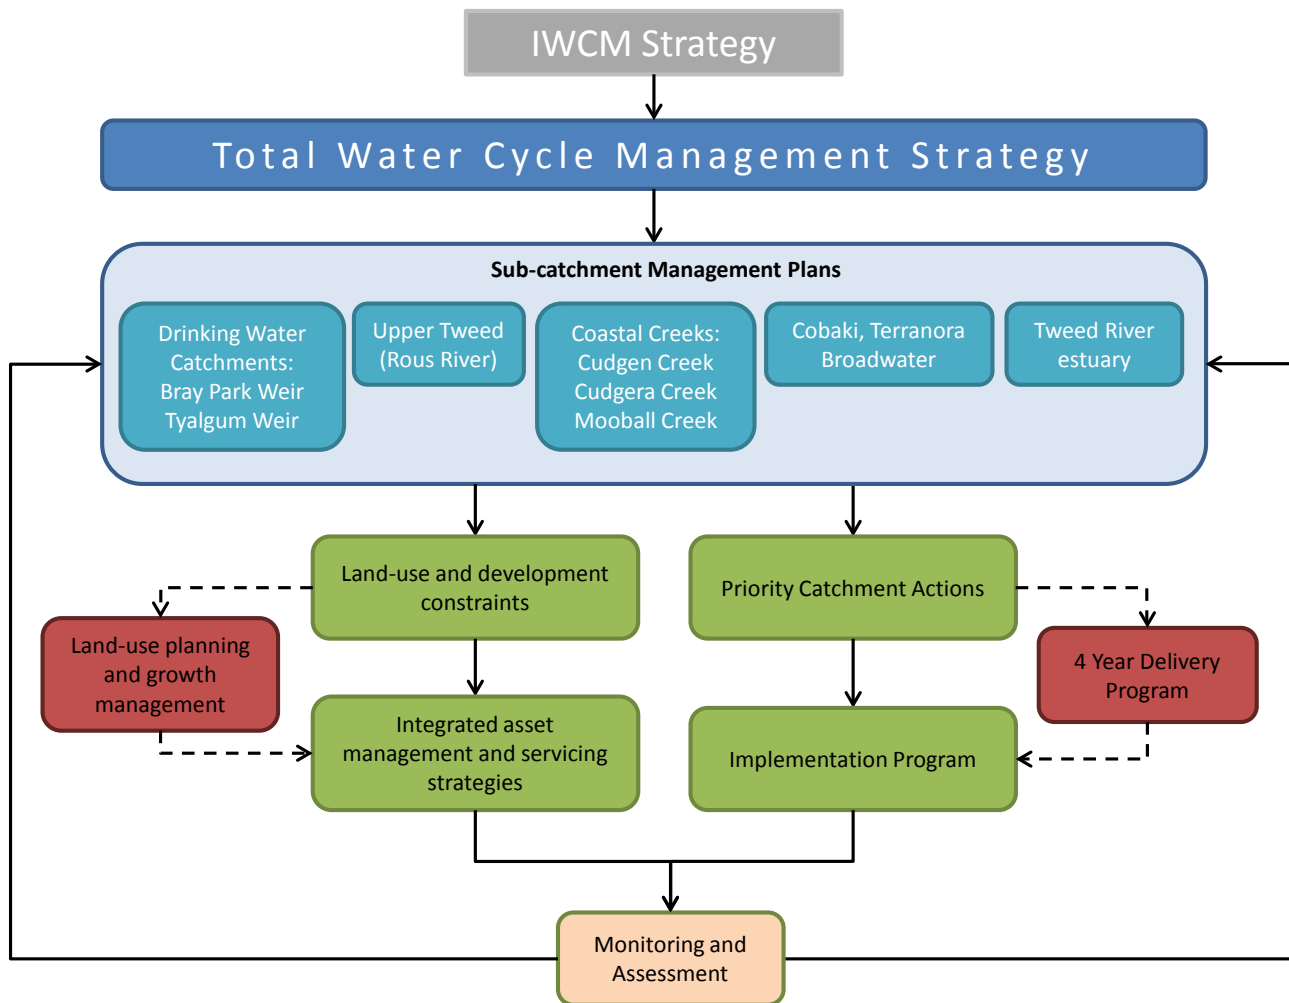 IWCM Strategy
Total Water Cycle Management Strategy
Sub-catchment Management Plans
Drinking Water
Catchments:
Bray Park Weir
Tyalgum Weir
Upper Tweed
(Rous River)
Coastal Creeks:
Cudgen Creek
Cudgera Creek
Mooball Creek
Cobaki, Terranora
Broadwater
Tweed River
estuary
Land-use and development
constraints
Priority Catchment Actions
Land-use planning
and growth
management
4 Year Delivery
Program
Integrated asset
management and servicing
strategies
Implementation Program
Monitoring and
Assessment